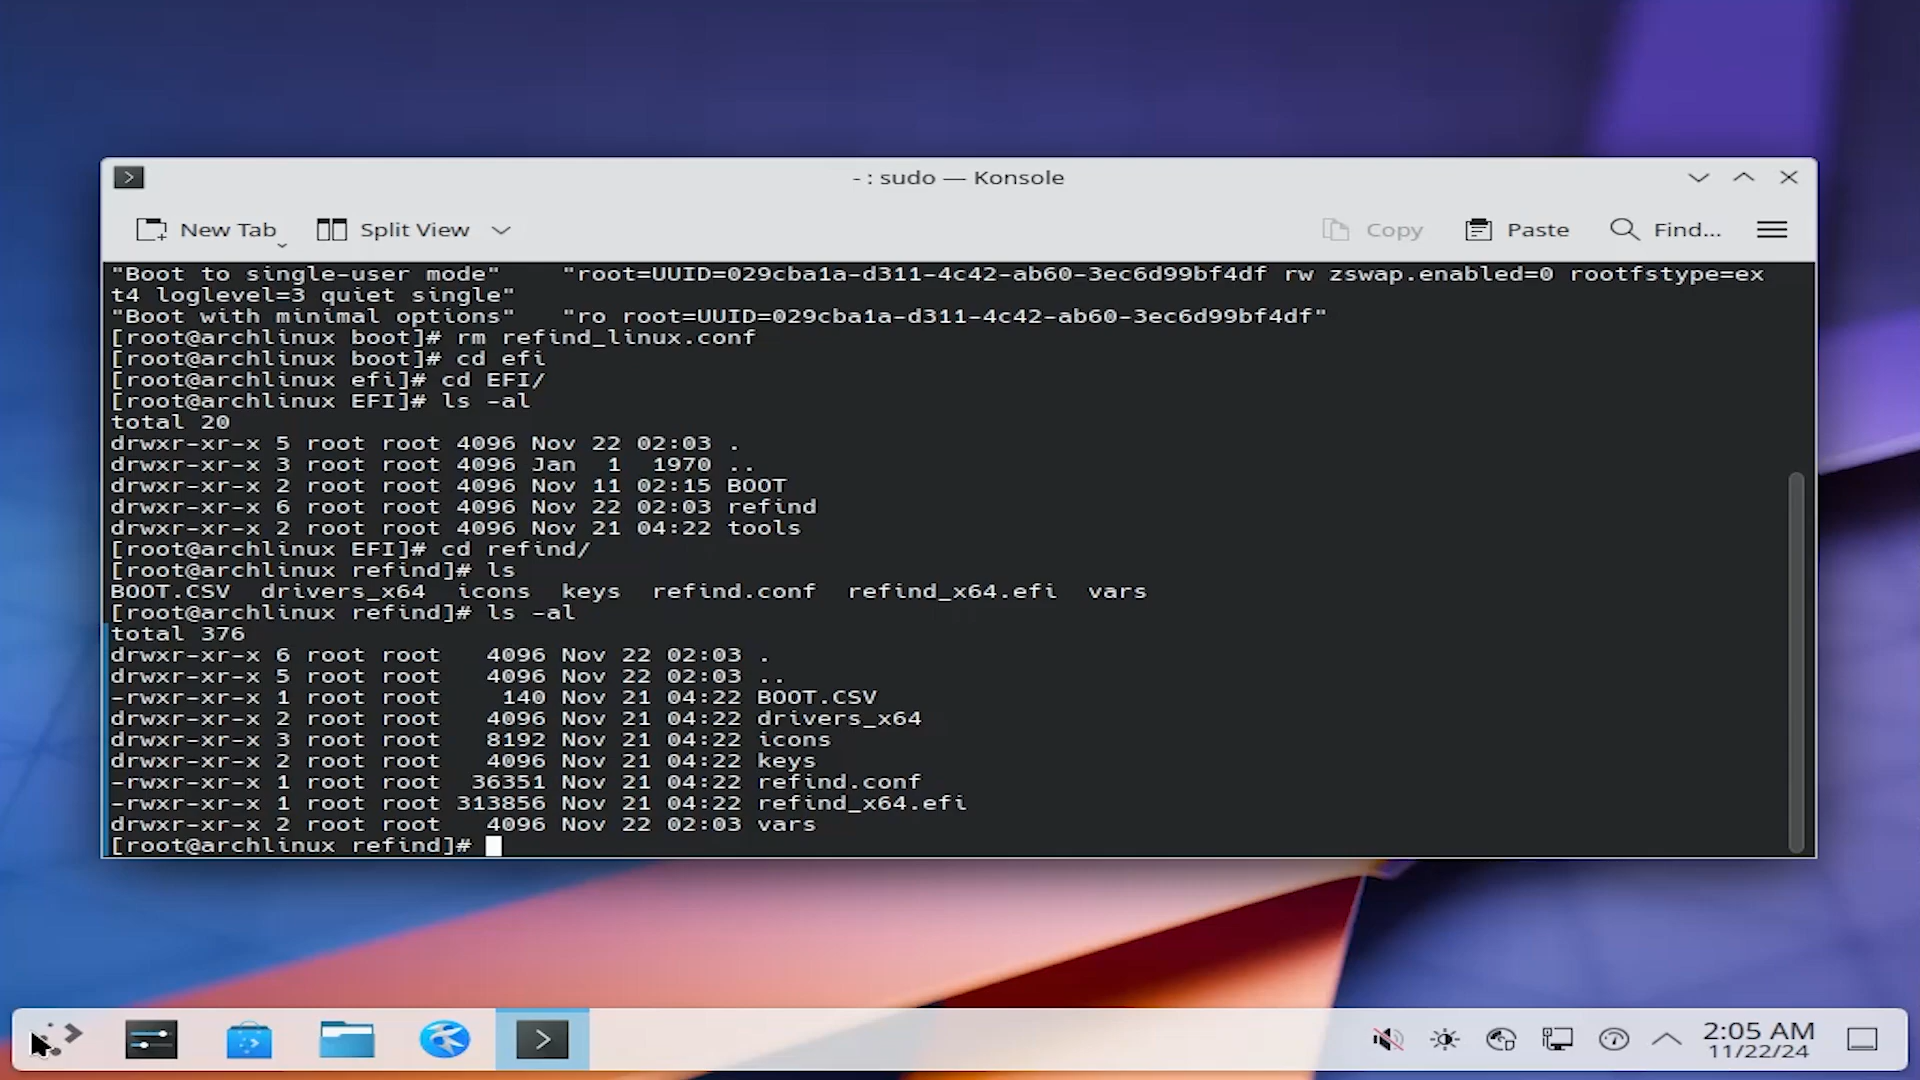 - : sudo — Konsole
New Tab
Split View
Copy
Paste
Find...
"Boot to single-user mode"    "root=UUID=029cba1a-d311-4c42-ab60-3ec6d99bf4df rw zswap.enabled=0 rootfstype=ex
t4 loglevel=3 quiet single"
"Boot with minimal options"   "ro root=UUID=029cba1a-d311-4c42-ab60-3ec6d99bf4df"
[root@archlinux boot]# rm refind_linux.conf
[root@archlinux boot]# cd efi
[root@archlinux efi]# cd EFI/
[root@archlinux EFI]# ls -al
total 20
drwxr-xr-x 5 root root 4096 Nov 22 02:03 .
drwxr-xr-x 3 root root 4096 Jan  1  1970 ..
drwxr-xr-x 2 root root 4096 Nov 11 02:15 BOOT
drwxr-xr-x 6 root root 4096 Nov 22 02:03 refind
drwxr-xr-x 2 root root 4096 Nov 21 04:22 tools
[root@archlinux EFI]# cd refind/
[root@archlinux refind]# ls
BOOT.CSV  drivers_x64  icons  keys  refind.conf  refind_x64.efi  vars
[root@archlinux refind]# ls -al
total 376
drwxr-xr-x 6 root root   4096 Nov 22 02:03 .
drwxr-xr-x 5 root root   4096 Nov 22 02:03 ..
-rwxr-xr-x 1 root root    140 Nov 21 04:22 BOOT.CSV
drwxr-xr-x 2 root root   4096 Nov 21 04:22 drivers_x64
drwxr-xr-x 3 root root   8192 Nov 21 04:22 icons
drwxr-xr-x 2 root root   4096 Nov 21 04:22 keys
-rwxr-xr-x 1 root root  36351 Nov 21 04:22 refind.conf
-rwxr-xr-x 1 root root 313856 Nov 21 04:22 refind_x64.efi
drwxr-xr-x 2 root root   4096 Nov 22 02:03 vars
[root@archlinux refind]#
2:05 AM
11/22/24